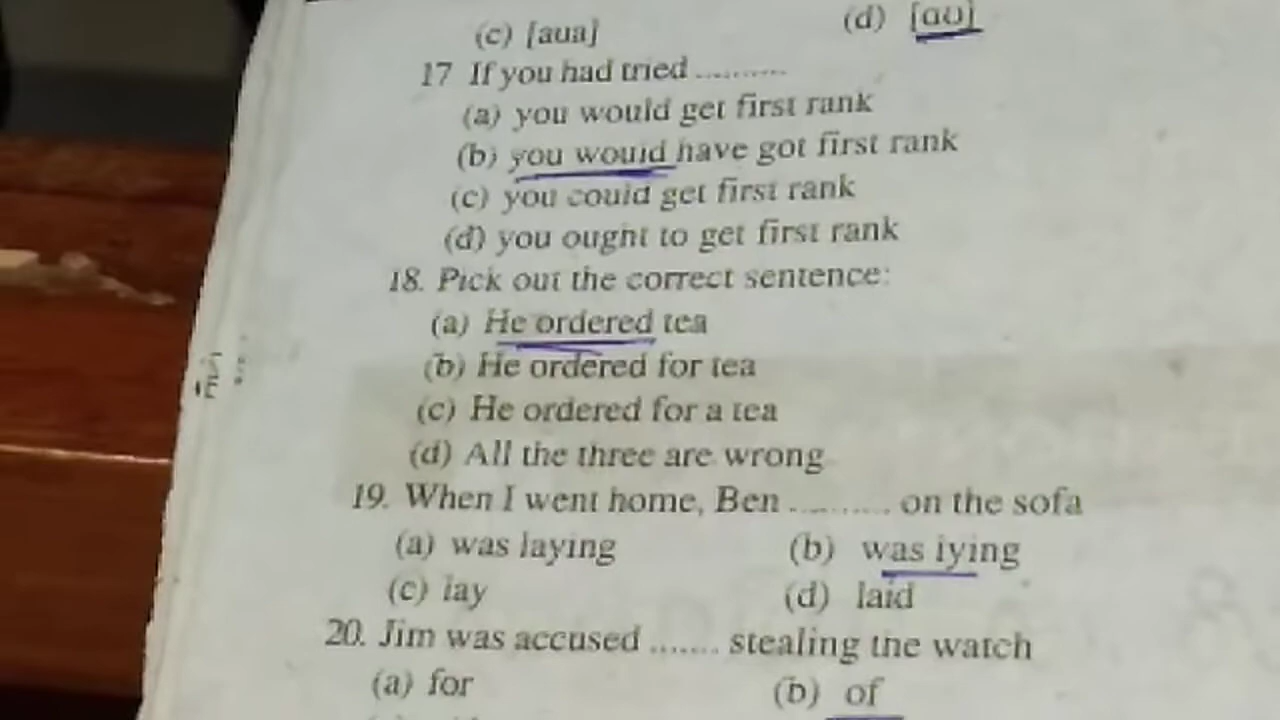 (c) [aua] (d) [aʊ]
17 If you had tried ..........
(a) you would get first rank
(b) you would have got first rank
(c) you could get first rank
(d) you ought to get first rank
18. Pick out the correct sentence:
(a) He ordered tea
(b) He ordered for tea
(c) He ordered for a tea
(d) All the three are wrong
19. When I went home, Ben .......... on the sofa
(a) was laying (b) was lying
(c) lay (d) laid
20. Jim was accused ....... stealing the watch
(a) for (b) of